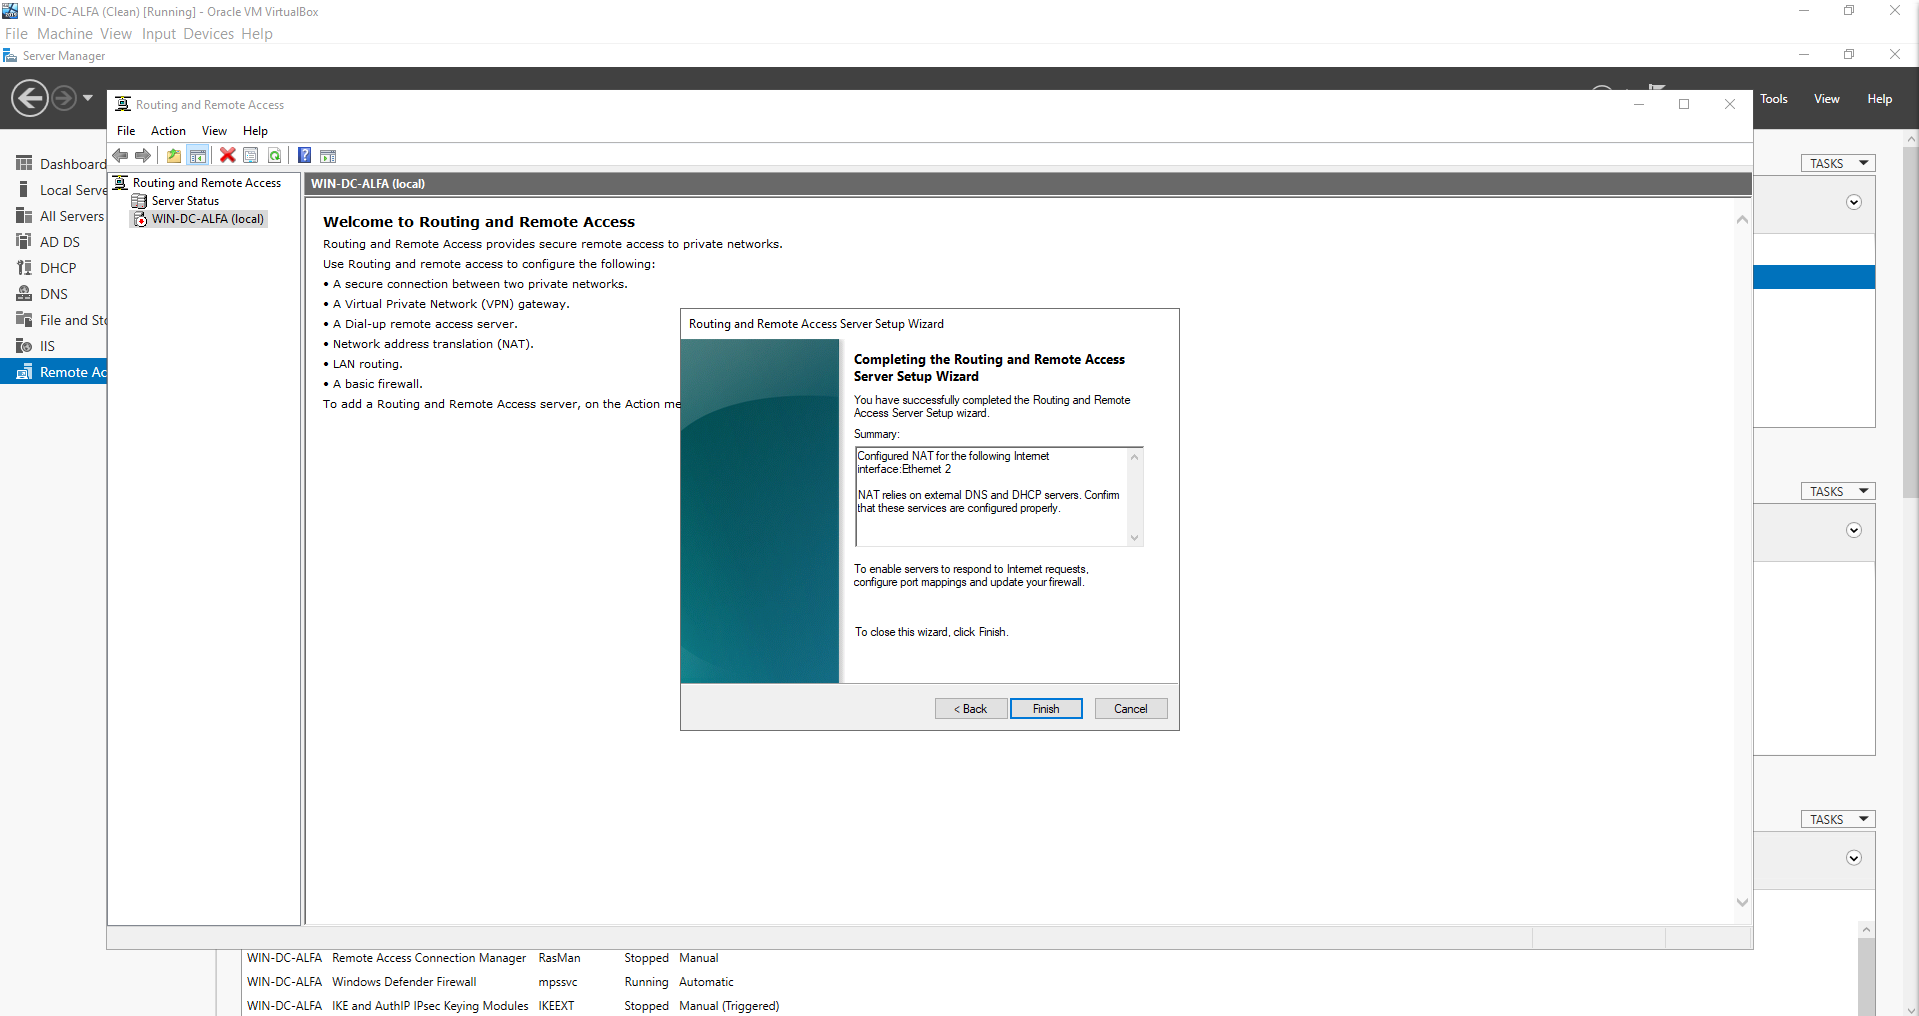 WIN-DC-ALFA (Clean) [Running] - Oracle VM VirtualBox
File Machine View Input Devices Help
Server Manager
Tools View Help
Routing and Remote Access
File Action View Help
Dashboard
Local Serve
All Servers
AD DS
DHCP
DNS
File and Sto
IIS
Remote Ac
Routing and Remote Access
Server Status
WIN-DC-ALFA (local)
WIN-DC-ALFA (local)
Welcome to Routing and Remote Access
Routing and Remote Access provides secure remote access to private networks.
Use Routing and remote access to configure the following:
• A secure connection between two private networks.
• A Virtual Private Network (VPN) gateway.
• A Dial-up remote access server.
• Network address translation (NAT).
• LAN routing.
• A basic firewall.
To add a Routing and Remote Access server, on the Action me
Routing and Remote Access Server Setup Wizard
Completing the Routing and Remote Access
Server Setup Wizard
You have successfully completed the Routing and Remote
Access Server Setup wizard.
Summary:
Configured NAT for the following Internet
interface:Ethernet 2
NAT relies on external DNS and DHCP servers. Confirm
that these services are configured properly.
To enable servers to respond to Internet requests,
configure port mappings and update your firewall.
To close this wizard, click Finish.
< Back Finish Cancel
TASKS
TASKS
TASKS
WIN-DC-ALFA Remote Access Connection Manager RasMan Stopped Manual
WIN-DC-ALFA Windows Defender Firewall mpssvc Running Automatic
WIN-DC-ALFA IKE and AuthIP IPsec Keying Modules IKEEXT Stopped Manual (Triggered)